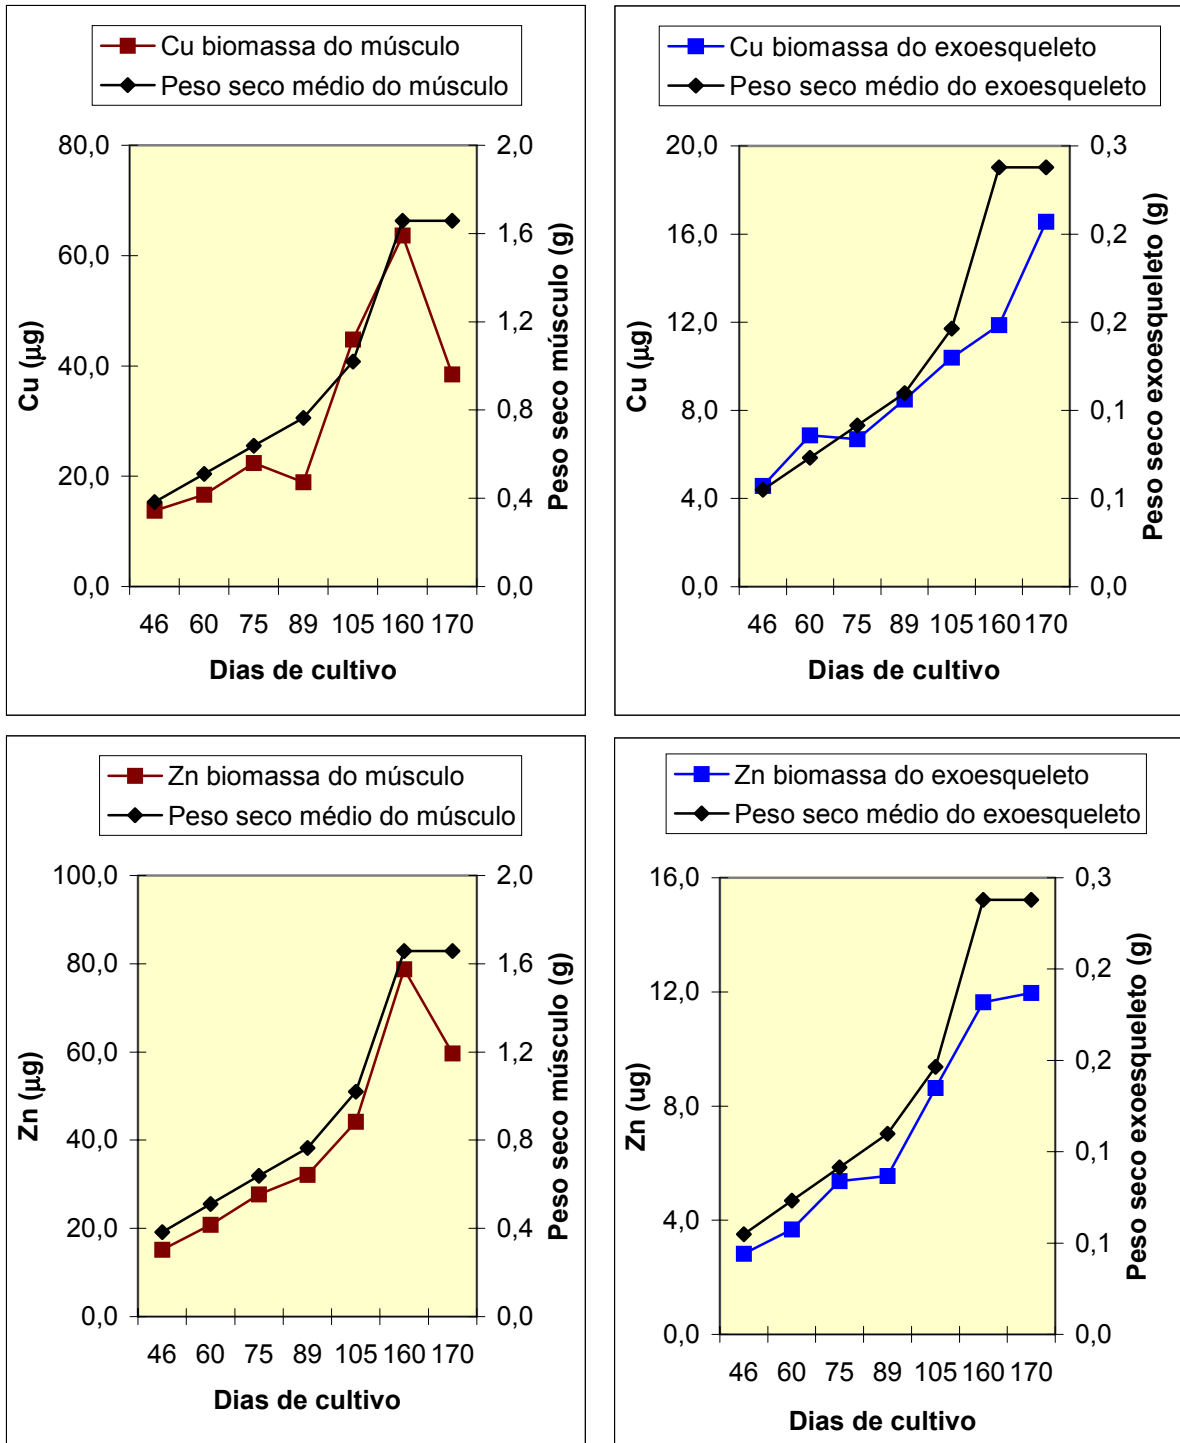 Cu biomassa do músculo
Peso seco médio do músculo
80,0
60,0
40,0
20,0
0,0
Cu (µg)
2,0
1,6
1,2
0,8
0,4
0,0
Peso seco músculo (g)
46 60 75 89 105 160 170
Dias de cultivo
Cu biomassa do exoesqueleto
Peso seco médio do exoesqueleto
20,0
16,0
12,0
8,0
4,0
0,0
Cu (µg)
0,3
0,2
0,2
0,1
0,1
0,0
Peso seco exoesqueleto (g)
46 60 75 89 105 160 170
Dias de cultivo
Zn biomassa do músculo
Peso seco médio do músculo
100,0
80,0
60,0
40,0
20,0
0,0
Zn (µg)
2,0
1,6
1,2
0,8
0,4
0,0
Peso seco músculo (g)
46 60 75 89 105 160 170
Dias de cultivo
Zn biomassa do exoesqueleto
Peso seco médio do exoesqueleto
16,0
12,0
8,0
4,0
0,0
Zn (ug)
0,3
0,2
0,2
0,1
0,1
0,0
Peso seco exoesqueleto (g)
46 60 75 89 105 160 170
Dias de cultivo